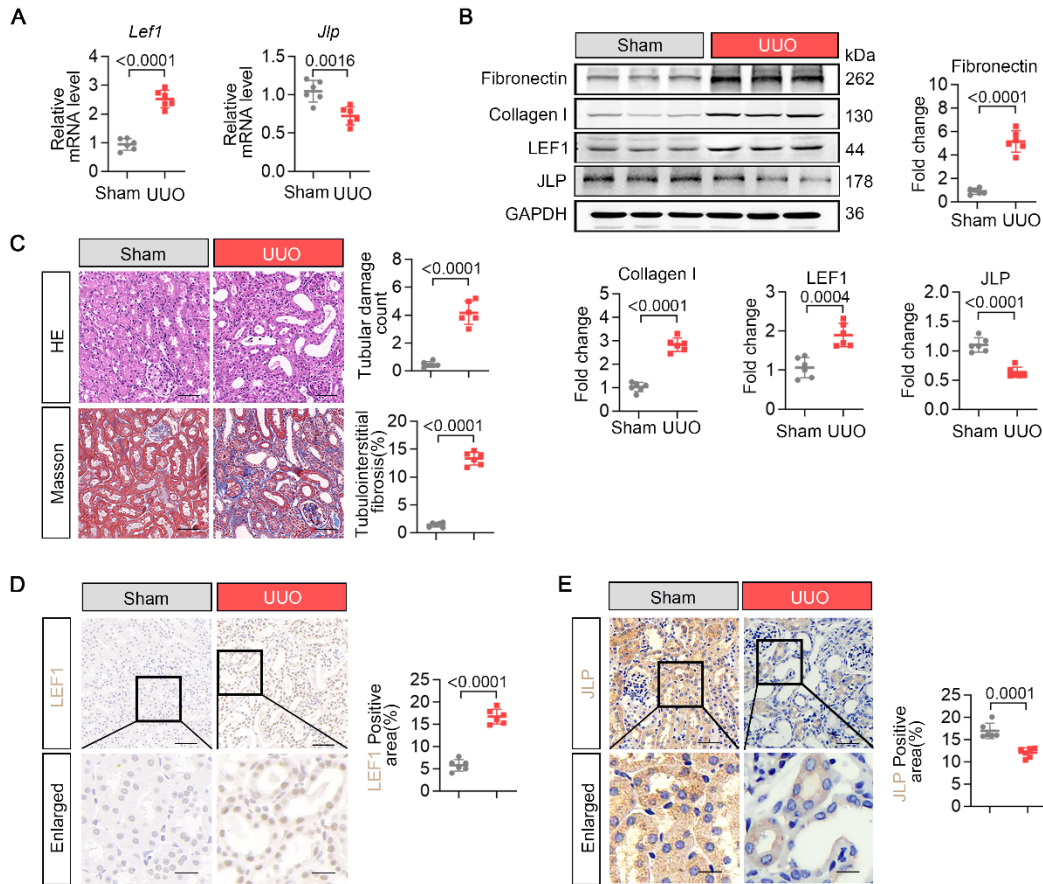 A
Lef1
<0.0001
Relative
mRNA level
4
3
2
1
0
Sham UUO
Jlp
0.0016
Relative
mRNA level
1.5
1.0
0.5
0.0
Sham UUO
B
Sham UUO kDa
Fibronectin 262
Collagen I 130
LEF1 44
JLP 178
GAPDH 36
Fibronectin
<0.0001
Fold change
10
8
6
4
2
0
Sham UUO
Collagen I
<0.0001
Fold change
5
4
3
2
1
0
Sham UUO
LEF1
0.0004
Fold change
3
2
1
0
Sham UUO
JLP
<0.0001
Fold change
2.0
1.5
1.0
0.5
0.0
Sham UUO
C
Sham UUO
HE
Masson
<0.0001
Tubular damage
count
8
6
4
2
0
<0.0001
Tubulointerstitial
fibrosis(%)
20
15
10
5
0
D
Sham UUO
LEF1
Enlarged
<0.0001
LEF1 Positive
area(%)
25
20
15
10
5
0
E
Sham UUO
JLP
Enlarged
0.0001
JLP Positive
area(%)
25
20
15
10
5
0